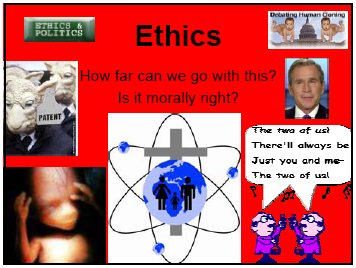 ETHICS &
POLITICS
Debating Human Cloning
Ethics
How far can we go with this?
Is it morally right?
PATENT
The two of us!
There'll always be
Just you and me
The two of us!